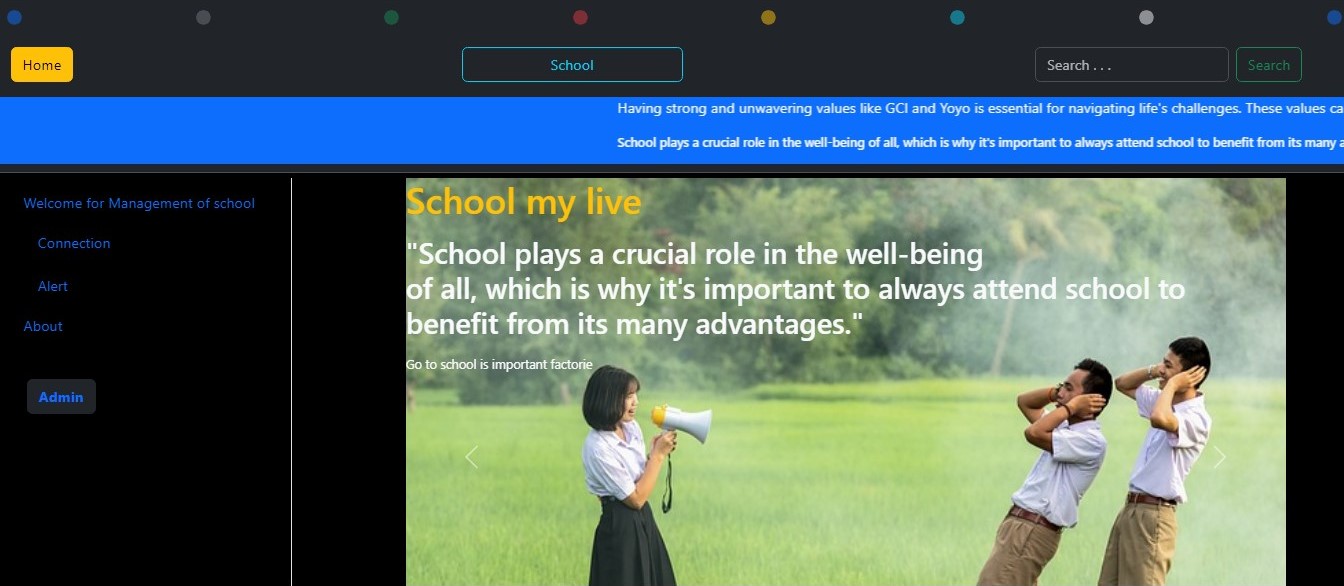 Home
School
Search . . .
Search
Having strong and unwavering values like GCI and Yoyo is essential for navigating life's challenges. These values ca
School plays a crucial role in the well-being of all, which is why it's important to always attend school to benefit from its many a
Welcome for Management of school
Connection
Alert
About
Admin
School my live
"School plays a crucial role in the well-being
of all, which is why it's important to always attend school to
benefit from its many advantages."
Go to school is important factorie